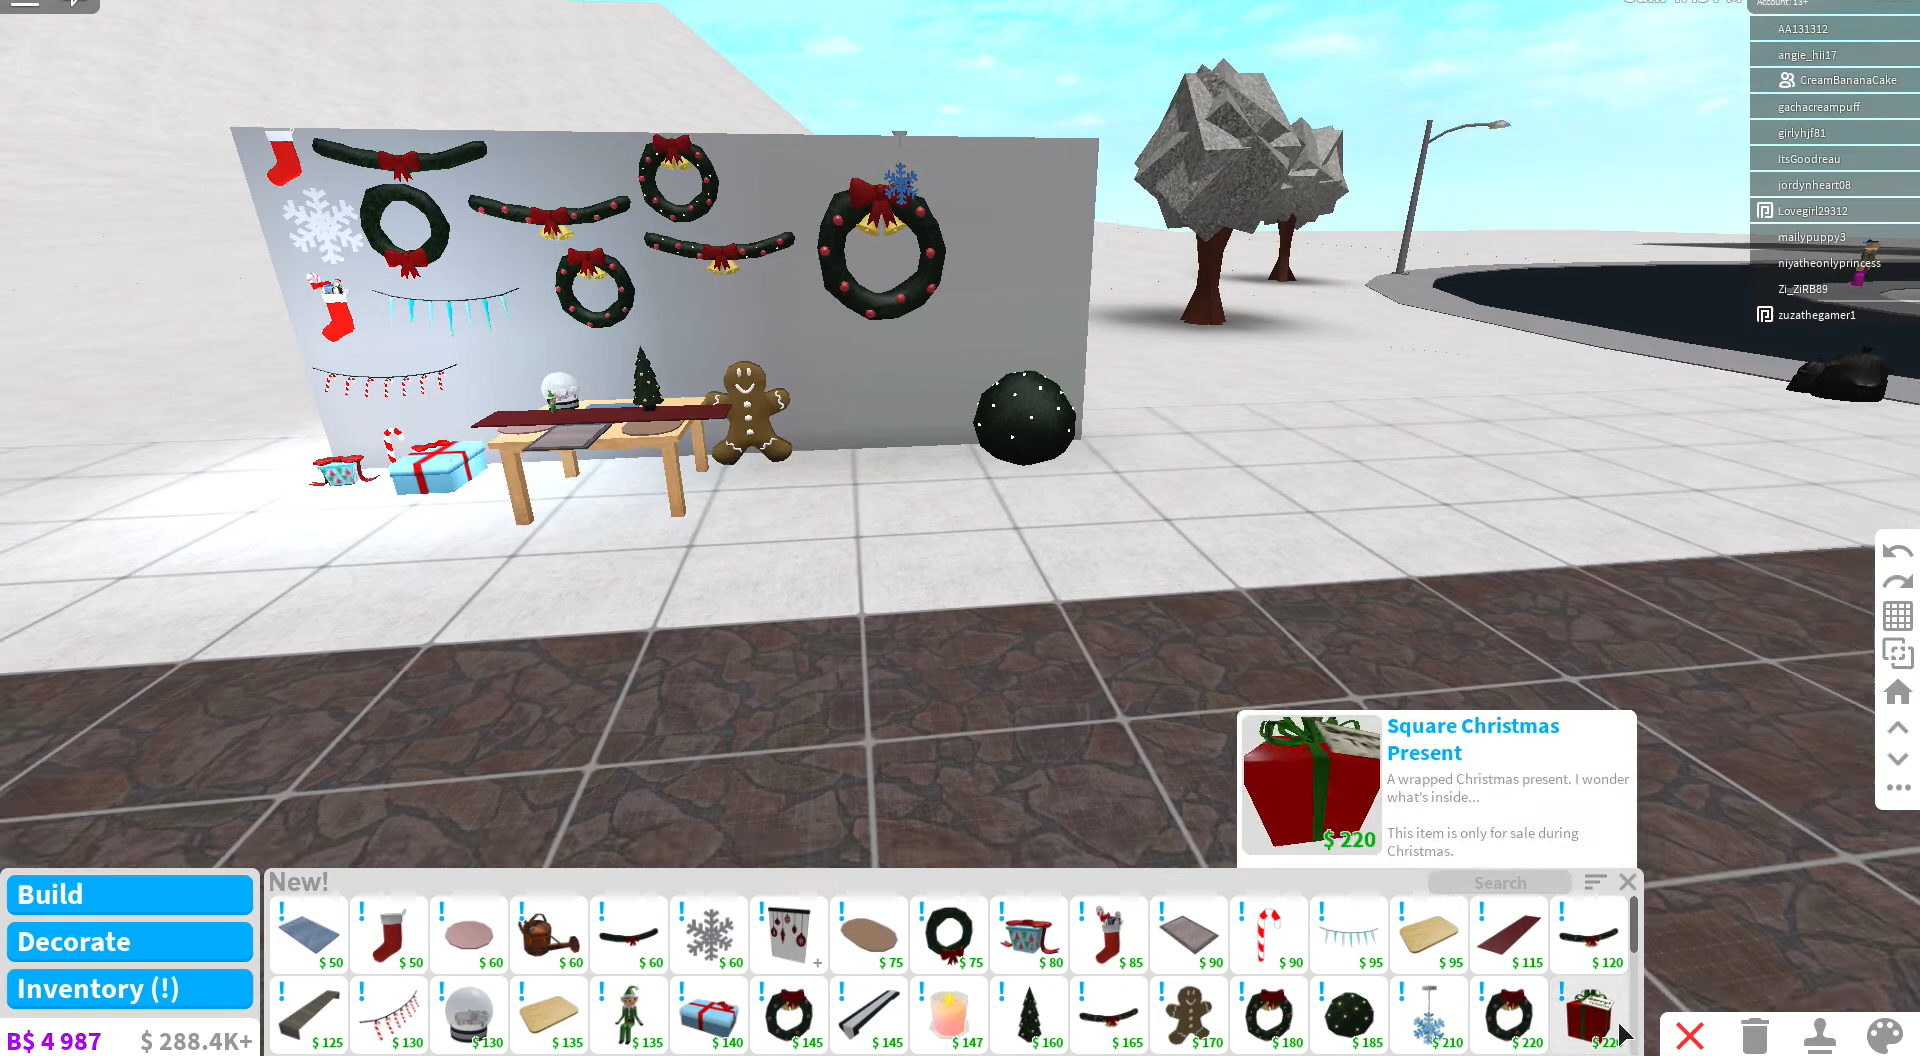 Account: 13+
AA131312
angie_hii17
CreamBananaCake
gachacreampuff
girlyhjf81
ItsGoodreau
jordynheart08
Lovegirl29312
mailypuppy3
niyatheonlyprincess
Zi_ZiRB89
zuzathegamer1
Square Christmas
Present
A wrapped Christmas present. I wonder
what's inside...
This item is only for sale during
Christmas.
$ 220
New!
Search
Build
Decorate
Inventory (!)
B$ 4 987 $ 288.4K+
! ! ! ! ! ! ! ! ! ! ! ! ! ! ! !
$ 50 $ 50 $ 60 $ 60 $ 60 $ 60 + $ 75 $ 75 $ 80 $ 85 $ 90 $ 90 $ 95 $ 95 $ 115 $ 120
! ! ! ! ! ! ! ! ! ! ! ! ! ! ! ! !
$ 125 $ 130 $ 130 $ 135 $ 135 $ 140 $ 145 $ 145 $ 147 $ 160 $ 165 $ 170 $ 180 $ 185 $ 210 $ 220